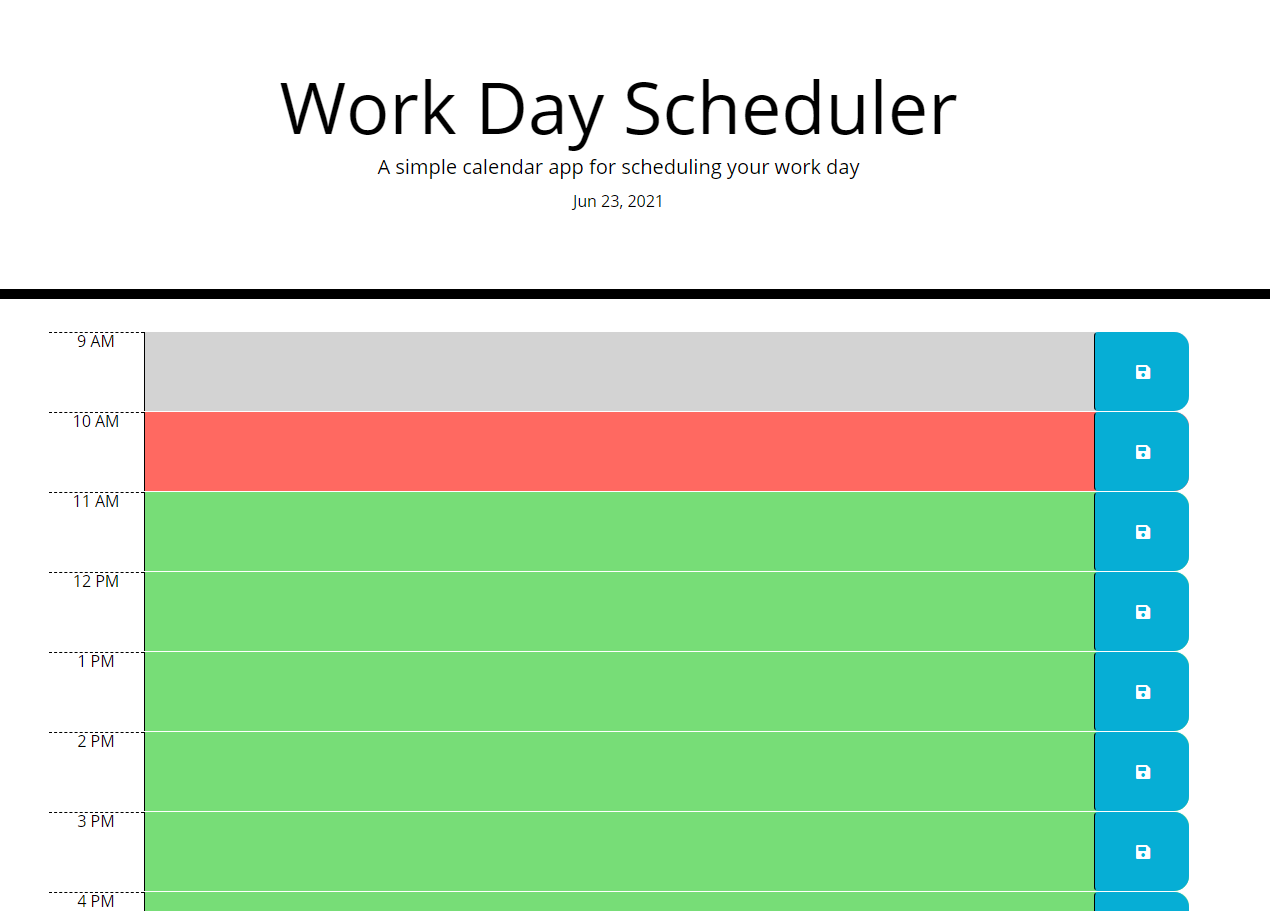 Work Day Scheduler
A simple calendar app for scheduling your work day
Jun 23, 2021
9 AM
10 AM
11 AM
12 PM
1 PM
2 PM
3 PM
4 PM